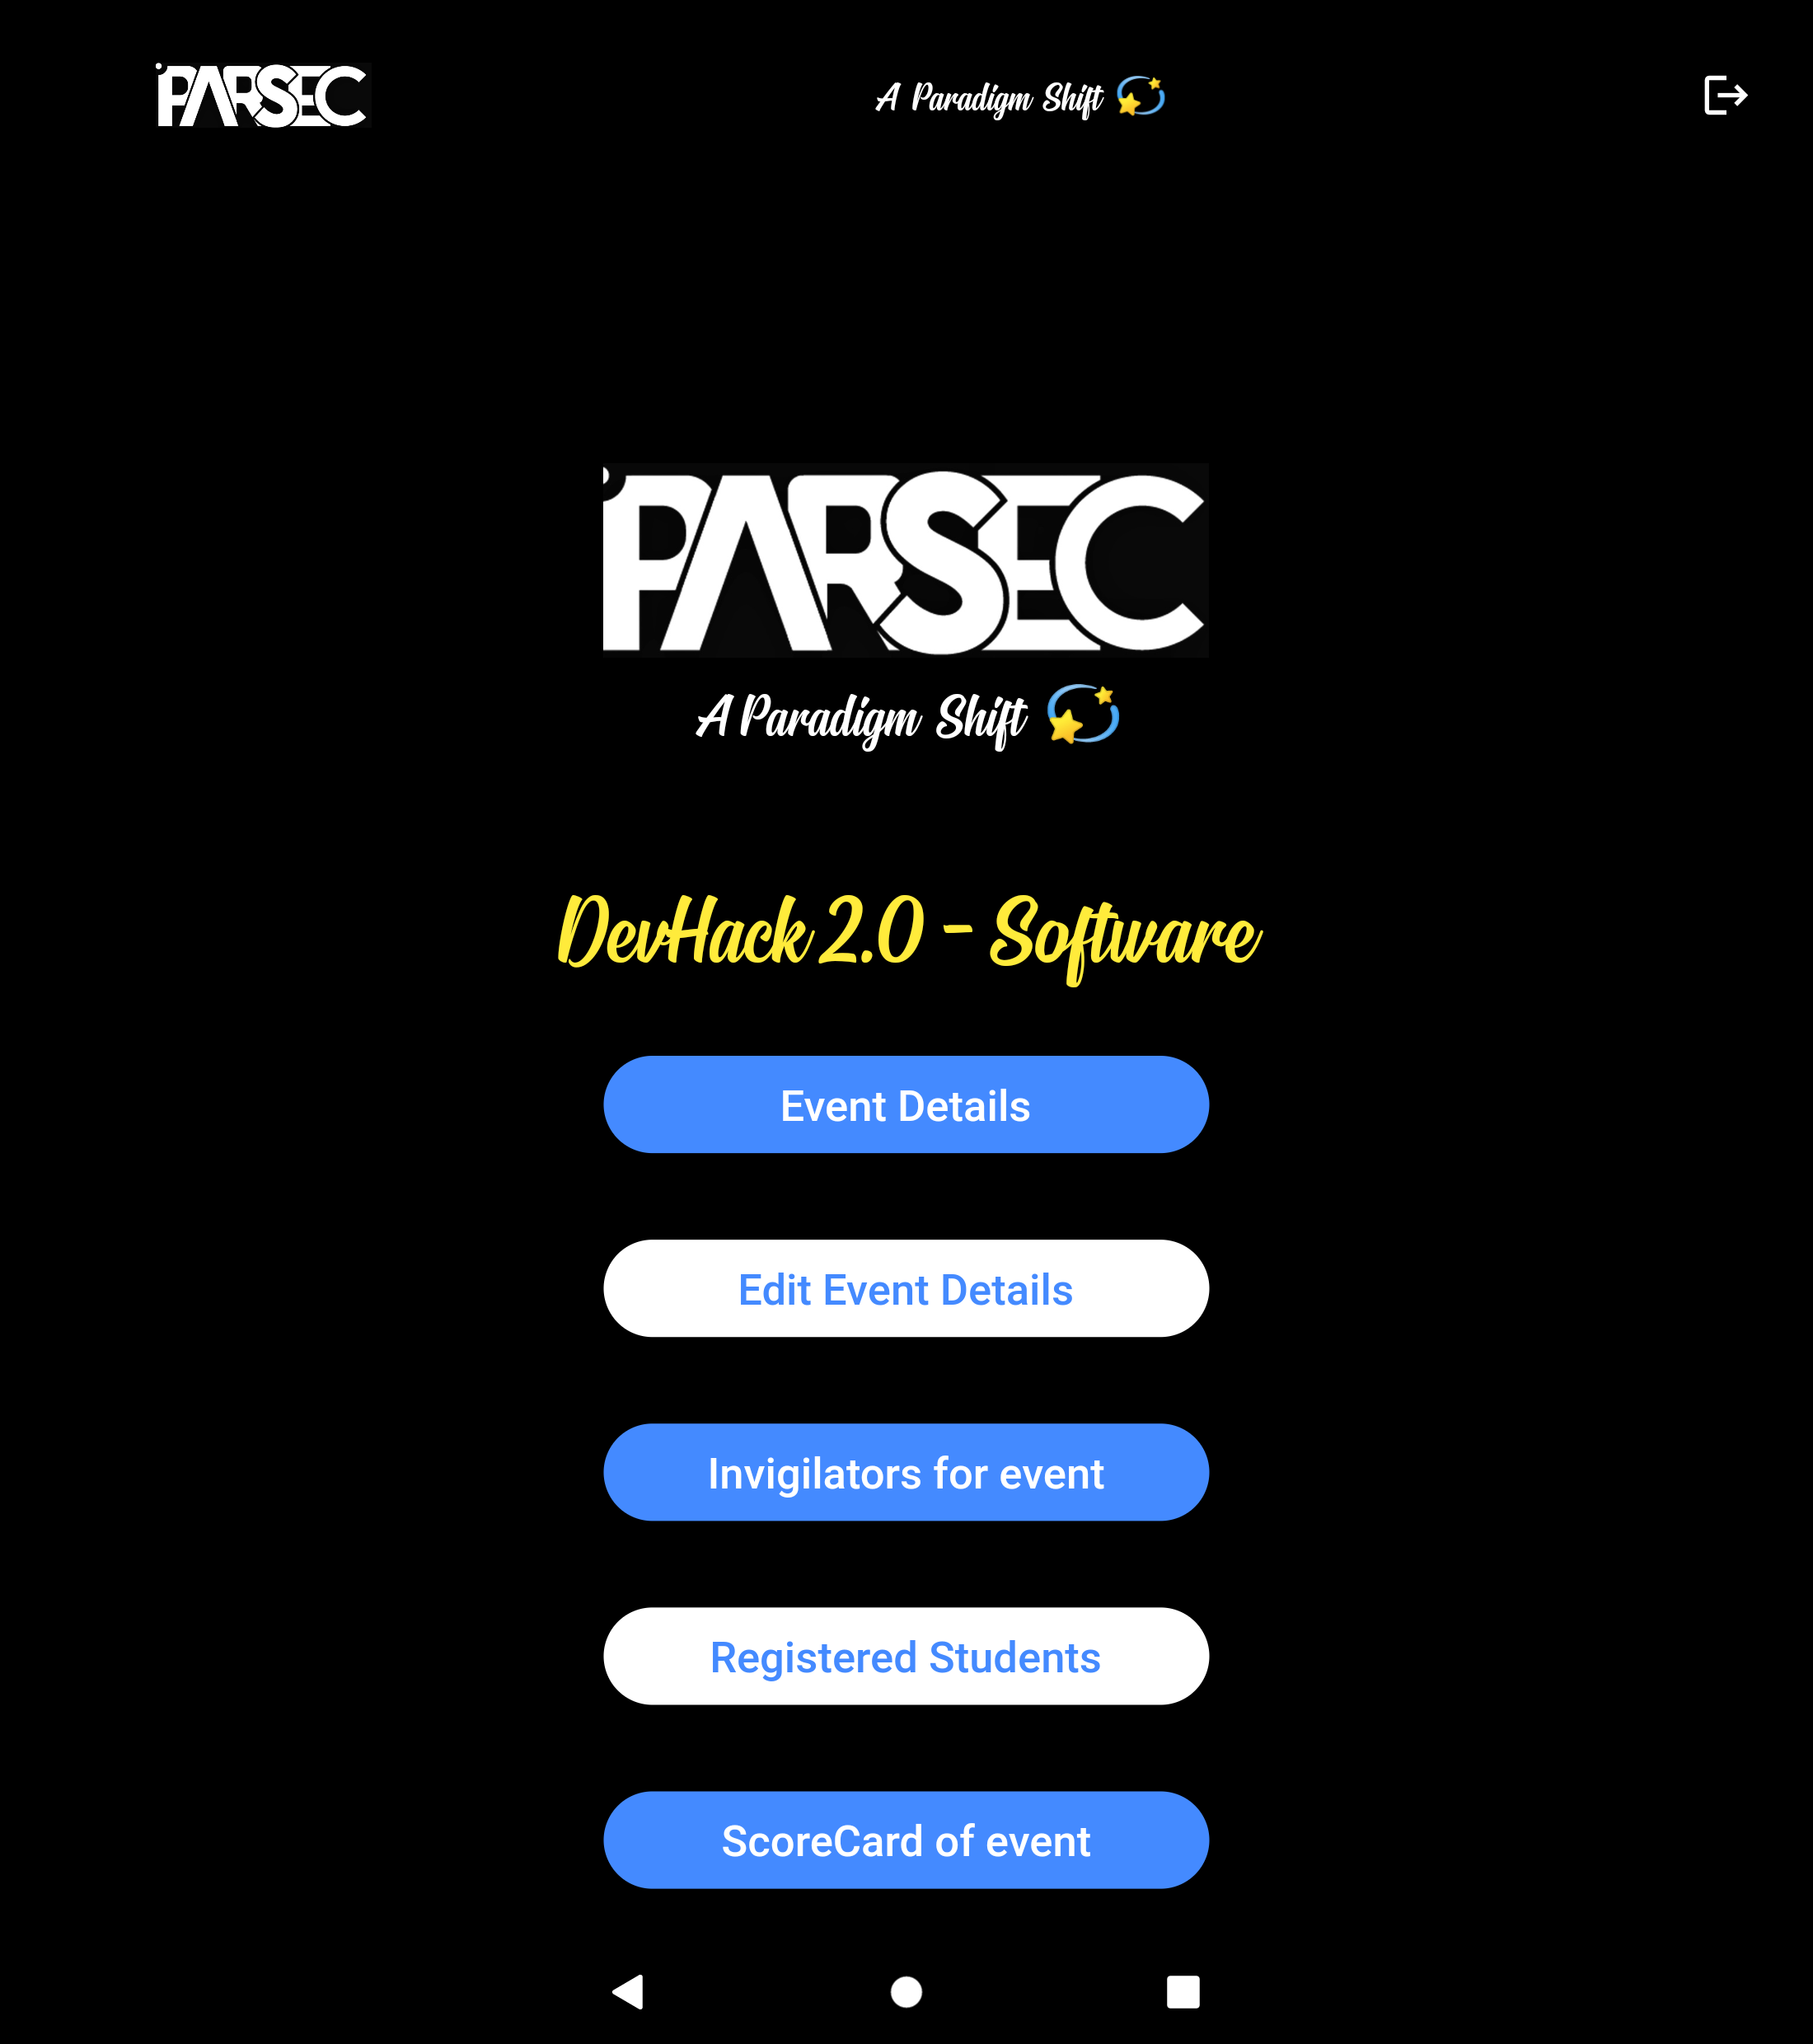 PARSEC
A Paradigm Shift 💫
PARSEC
A Paradigm Shift 💫
DevHack 2.0 - Software
Event Details
Edit Event Details
Invigilators for event
Registered Students
ScoreCard of event